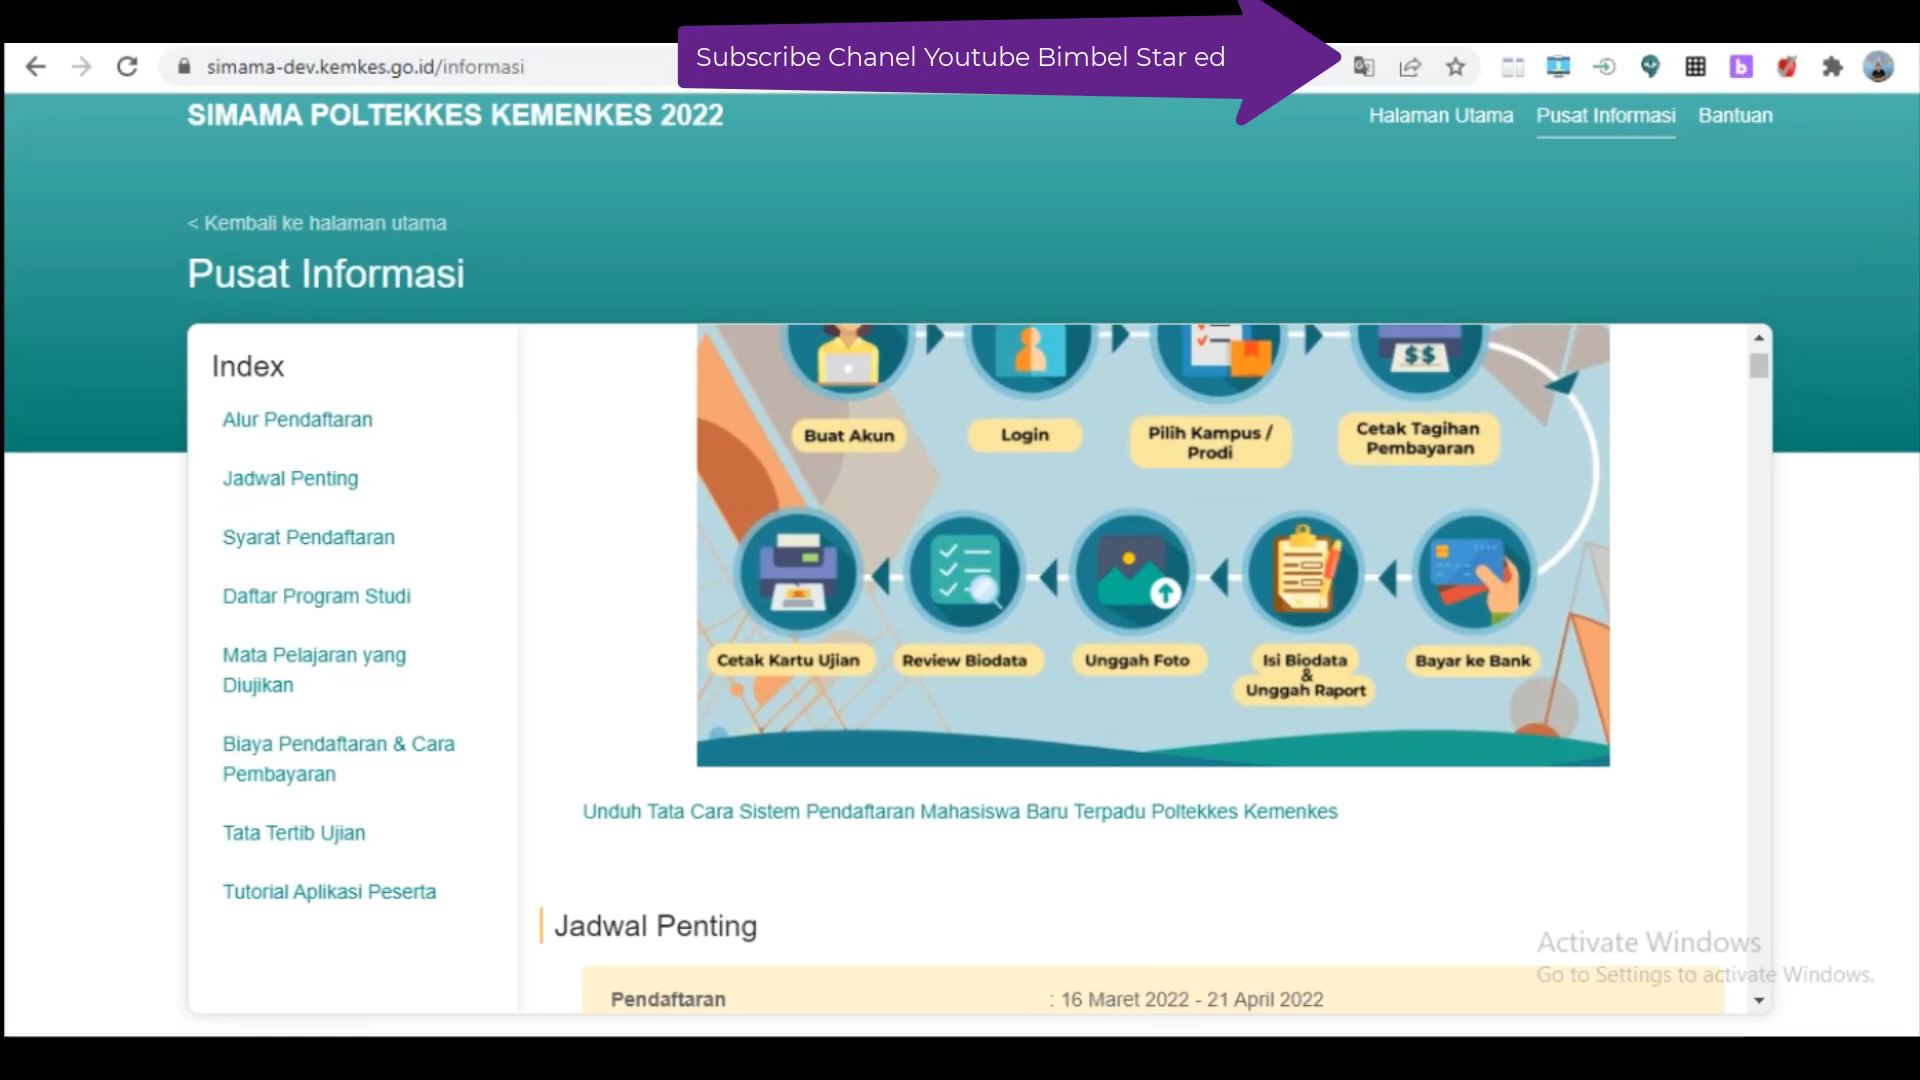 Subscribe Chanel Youtube Bimbel Star ed
simama-dev.kemkes.go.id/informasi
SIMAMA POLTEKKES KEMENKES 2022
Halaman Utama
Pusat Informasi
Bantuan
< Kembali ke halaman utama
Pusat Informasi
Index
Alur Pendaftaran
Jadwal Penting
Syarat Pendaftaran
Daftar Program Studi
Mata Pelajaran yang
Diujikan
Biaya Pendaftaran & Cara
Pembayaran
Tata Tertib Ujian
Tutorial Aplikasi Peserta
$$
Buat Akun
Login
Pilih Kampus /
Prodi
Cetak Tagihan
Pembayaran
Cetak Kartu Ujian
Review Biodata
Unggah Foto
Isi Biodata
&
Unggah Raport
Bayar ke Bank
Unduh Tata Cara Sistem Pendaftaran Mahasiswa Baru Terpadu Poltekkes Kemenkes
Jadwal Penting
Pendaftaran : 16 Maret 2022 - 21 April 2022
Activate Windows
Go to Settings to activate Windows.
b